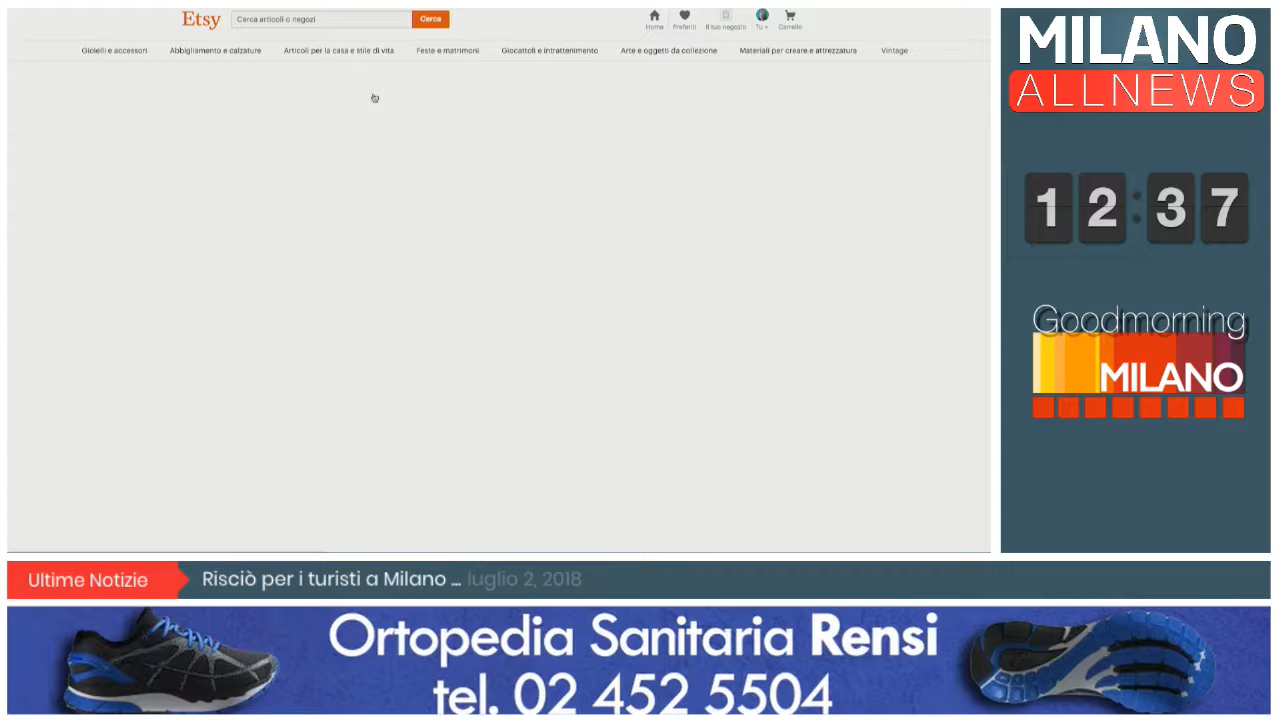 Etsy
Cerca articoli o negozi
Cerca
Home
Preferiti
Il tuo negozio
Tu
Carrello
Gioielli e accessori
Abbigliamento e calzature
Articoli per la casa e stile di vita
Feste e matrimoni
Giocattoli e intrattenimento
Arte e oggetti da collezione
Materiali per creare e attrezzatura
Vintage
MILANO
ALLNEWS
12:37
Goodmorning
MILANO
Ultime Notizie
Risciò per i turisti a Milano ... luglio 2, 2018
Ortopedia Sanitaria Rensi
tel. 02 452 5504